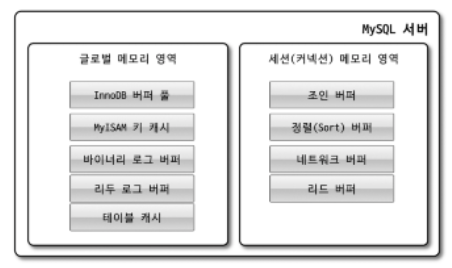 MySQL 서버
글로벌 메모리 영역
InnoDB 버퍼 풀
MyISAM 키 캐시
바이너리 로그 버퍼
리두 로그 버퍼
테이블 캐시
세션(커넥션) 메모리 영역
조인 버퍼
정렬(Sort) 버퍼
네트워크 버퍼
리드 버퍼